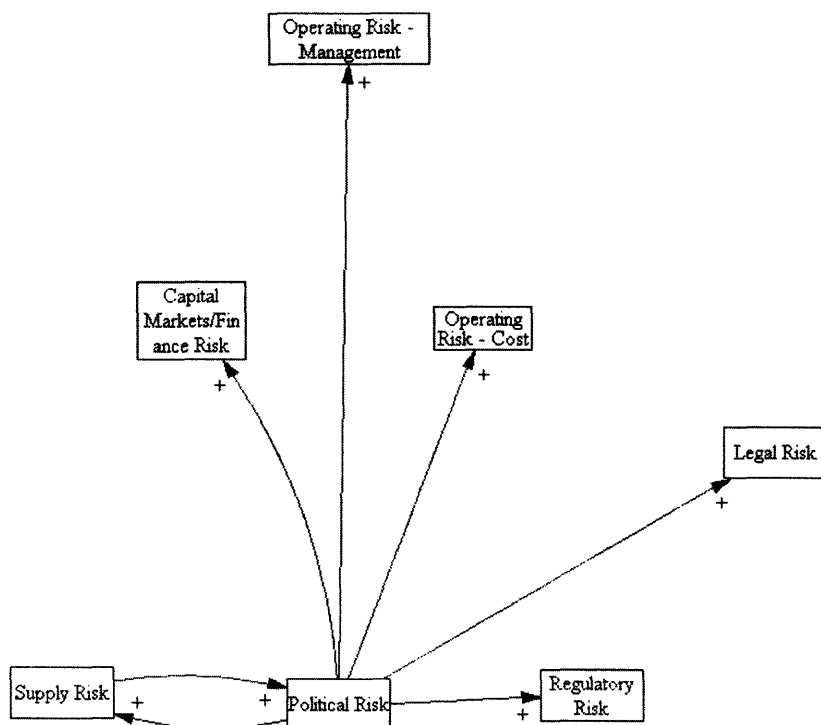 Operating Risk -
Management
+
Capital
Markets/Fin
ance Risk
+
Operating
Risk - Cost
+
Legal Risk
+
Supply Risk
+
+
Political Risk
Regulatory
Risk
+